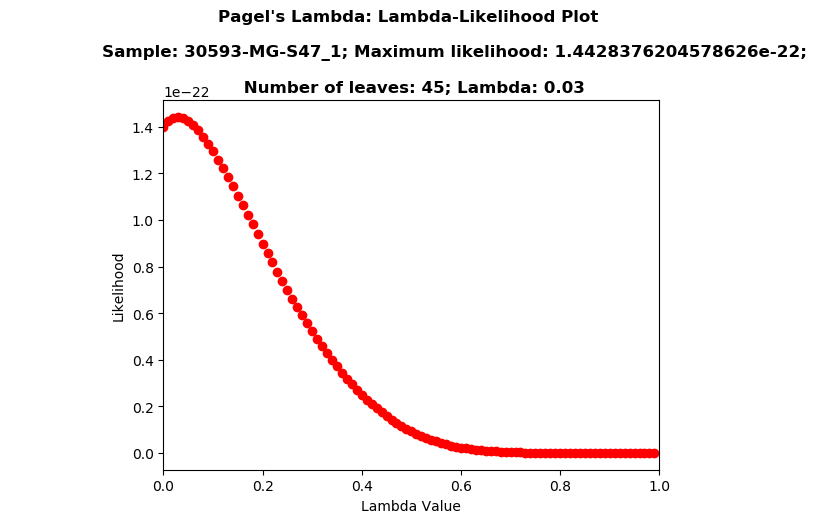 Pagel's Lambda: Lambda-Likelihood Plot
Sample: 30593-MG-S47_1; Maximum likelihood: 1.4428376204578626e-22;
Number of leaves: 45; Lambda: 0.03
1e−22
1.4
1.2
1.0
0.8
0.6
0.4
0.2
0.0
Likelihood
0.0 0.2 0.4 0.6 0.8 1.0
Lambda Value